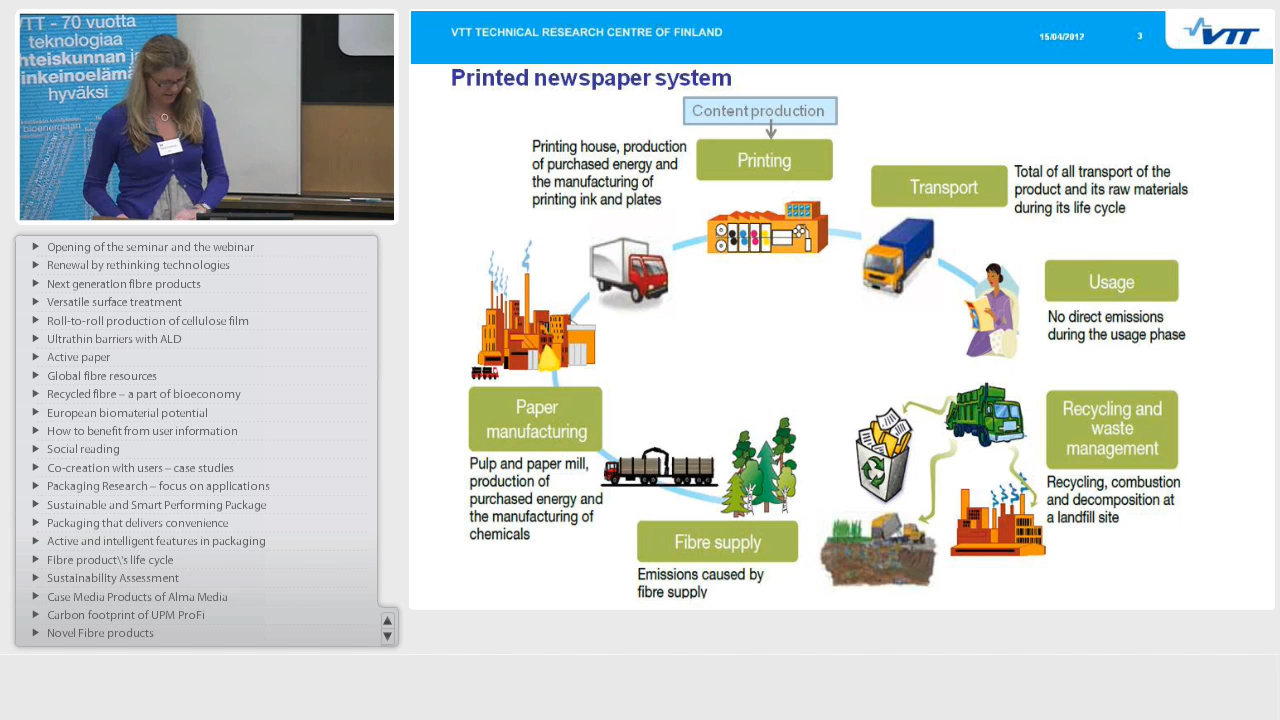 VTT - 70 vuotta
teknologiaa
hteiskunnan ja
inkeinoelämä
hyväksi
Opening of the seminar and the webinar
Renewal by rethinking technologies
Next generation fibre products
Versatile surface treatment
Roll-to-roll production of cellulose film
Ultrathin barriers with ALD
Active paper
Global fibre resources
Recycled fibre – a part of bioeconomy
European biomaterial potential
How to benefit from user information
Social reading
Co-creation with users – case studies
Packaging Research – focus on applications
Sustainable and Smart Performing Package
Packaging that delivers convenience
Active and intelligent features in packaging
Fibre product\'s life cycle
Sustainability Assessment
Case Media Products of Alma Media
Carbon footprint of UPM ProFi
Novel Fibre products
VTT TECHNICAL RESEARCH CENTRE OF FINLAND
15/04/2012
3
VTT
Printed newspaper system
Content production
Printing house, production
of purchased energy and
the manufacturing of
printing ink and plates
Printing
Transport
Total of all transport of the
product and its raw materials
during its life cycle
Usage
No direct emissions
during the usage phase
Recycling and
waste
management
Recycling, combustion
and decomposition at
a landfill site
Paper
manufacturing
Pulp and paper mill,
production of
purchased energy and
the manufacturing of
chemicals
Fibre supply
Emissions caused by
fibre supply